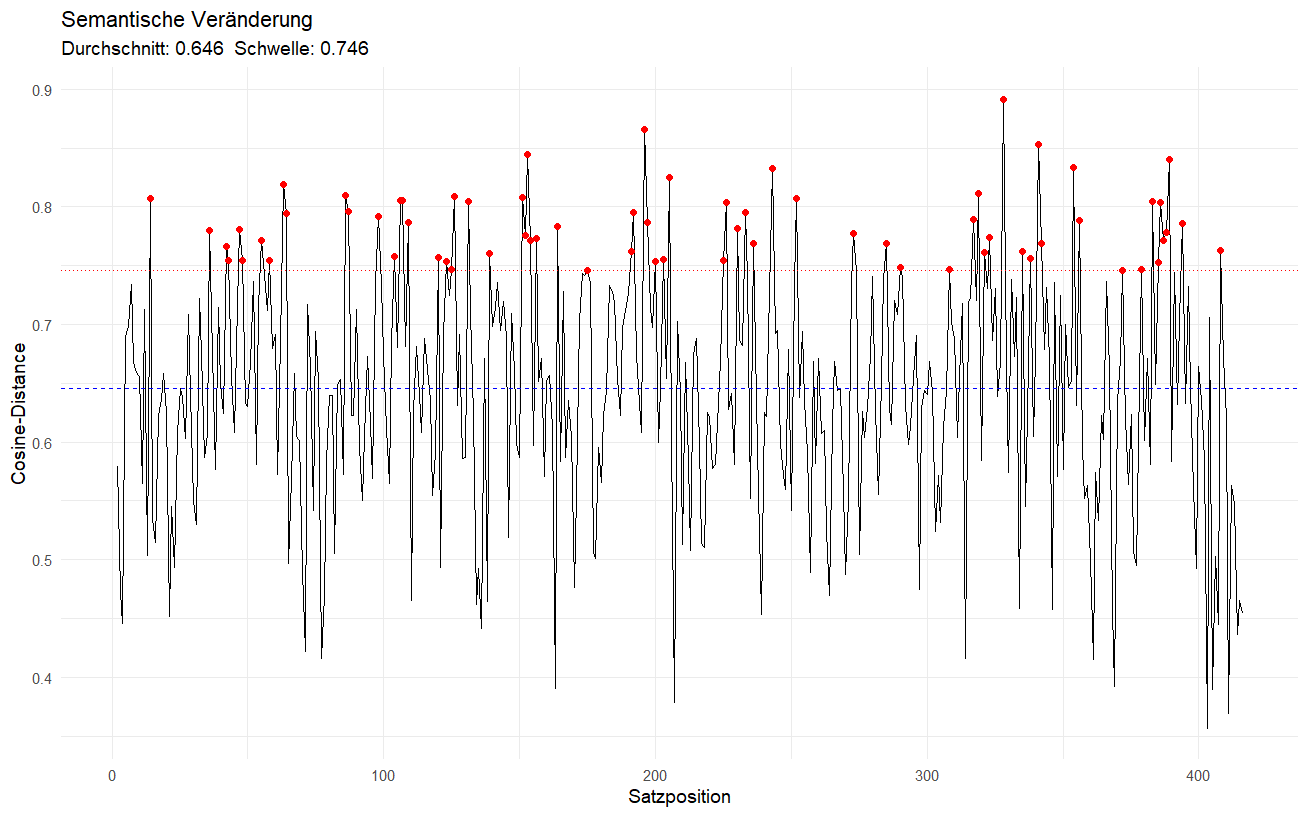 Semantische Veränderung
Durchschnitt: 0.646  Schwelle: 0.746
0.9
0.8
0.7
0.6
0.5
0.4
Cosine-Distance
0 100 200 300 400
Satzposition